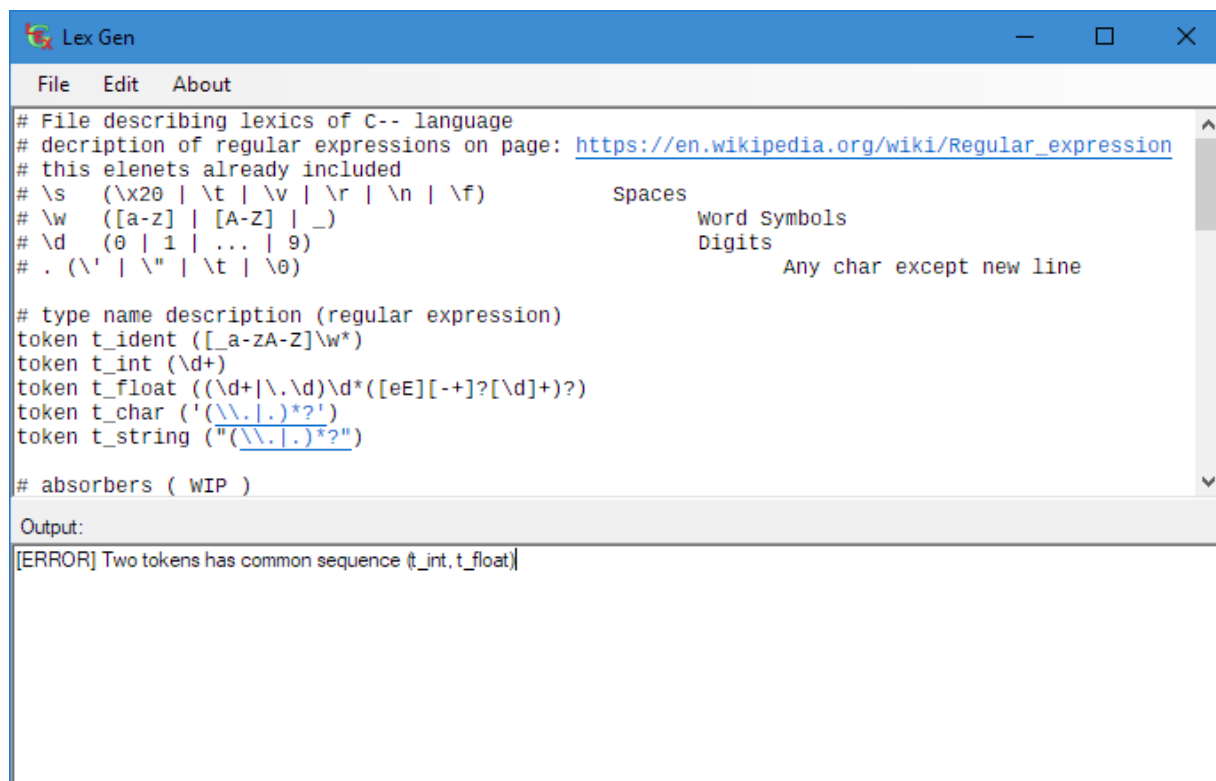 Lex Gen
File Edit About
# File describing lexics of C-- language
# decription of regular expressions on page: https://en.wikipedia.org/wiki/Regular_expression
# this elenets already included
# \s (\x20 | \t | \v | \r | \n | \f) Spaces
# \w ([a-z] | [A-Z] | _) Word Symbols
# \d (0 | 1 | ... | 9) Digits
# . (\' | \" | \t | \0) Any char except new line
# type name description (regular expression)
token t_ident ([_a-zA-Z]\w*)
token t_int (\d+)
token t_float ((\d+|\.\d)\d*([eE][-+]?[\d]+)?)
token t_char ('(\\.|.)*?')
token t_string ("(\\.|.)*?")
# absorbers ( WIP )
Output:
[ERROR] Two tokens has common sequence (t_int, t_float)